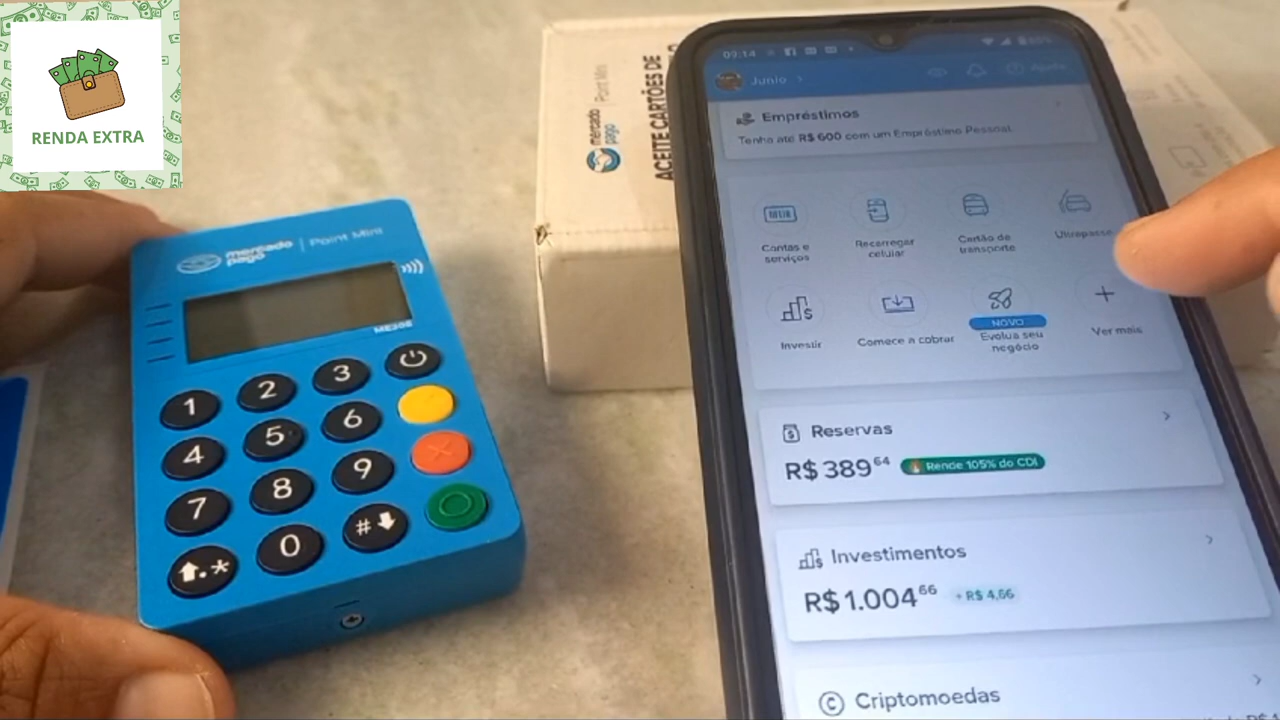 RENDA EXTRA
mercado
pago
Point Mini
ME30S
1
2
3
4
5
6
7
8
9
0
#
.*
mercado
pago
Point Mini
ACEITE CARTÕES DE
09:14
Junio
Ajuda
Empréstimos
Tenha até R$ 600 com um Empréstimo Pessoal.
Contas e
serviços
Recarregar
celular
Cartão de
transporte
Ultrapasse
Investir
Comece a cobrar
NOVO
Evolua seu
negócio
Ver mais
Reservas
R$ 389 64
Rende 105% do CDI
Investimentos
R$ 1.004 66
+ R$ 4,66
Criptomoedas